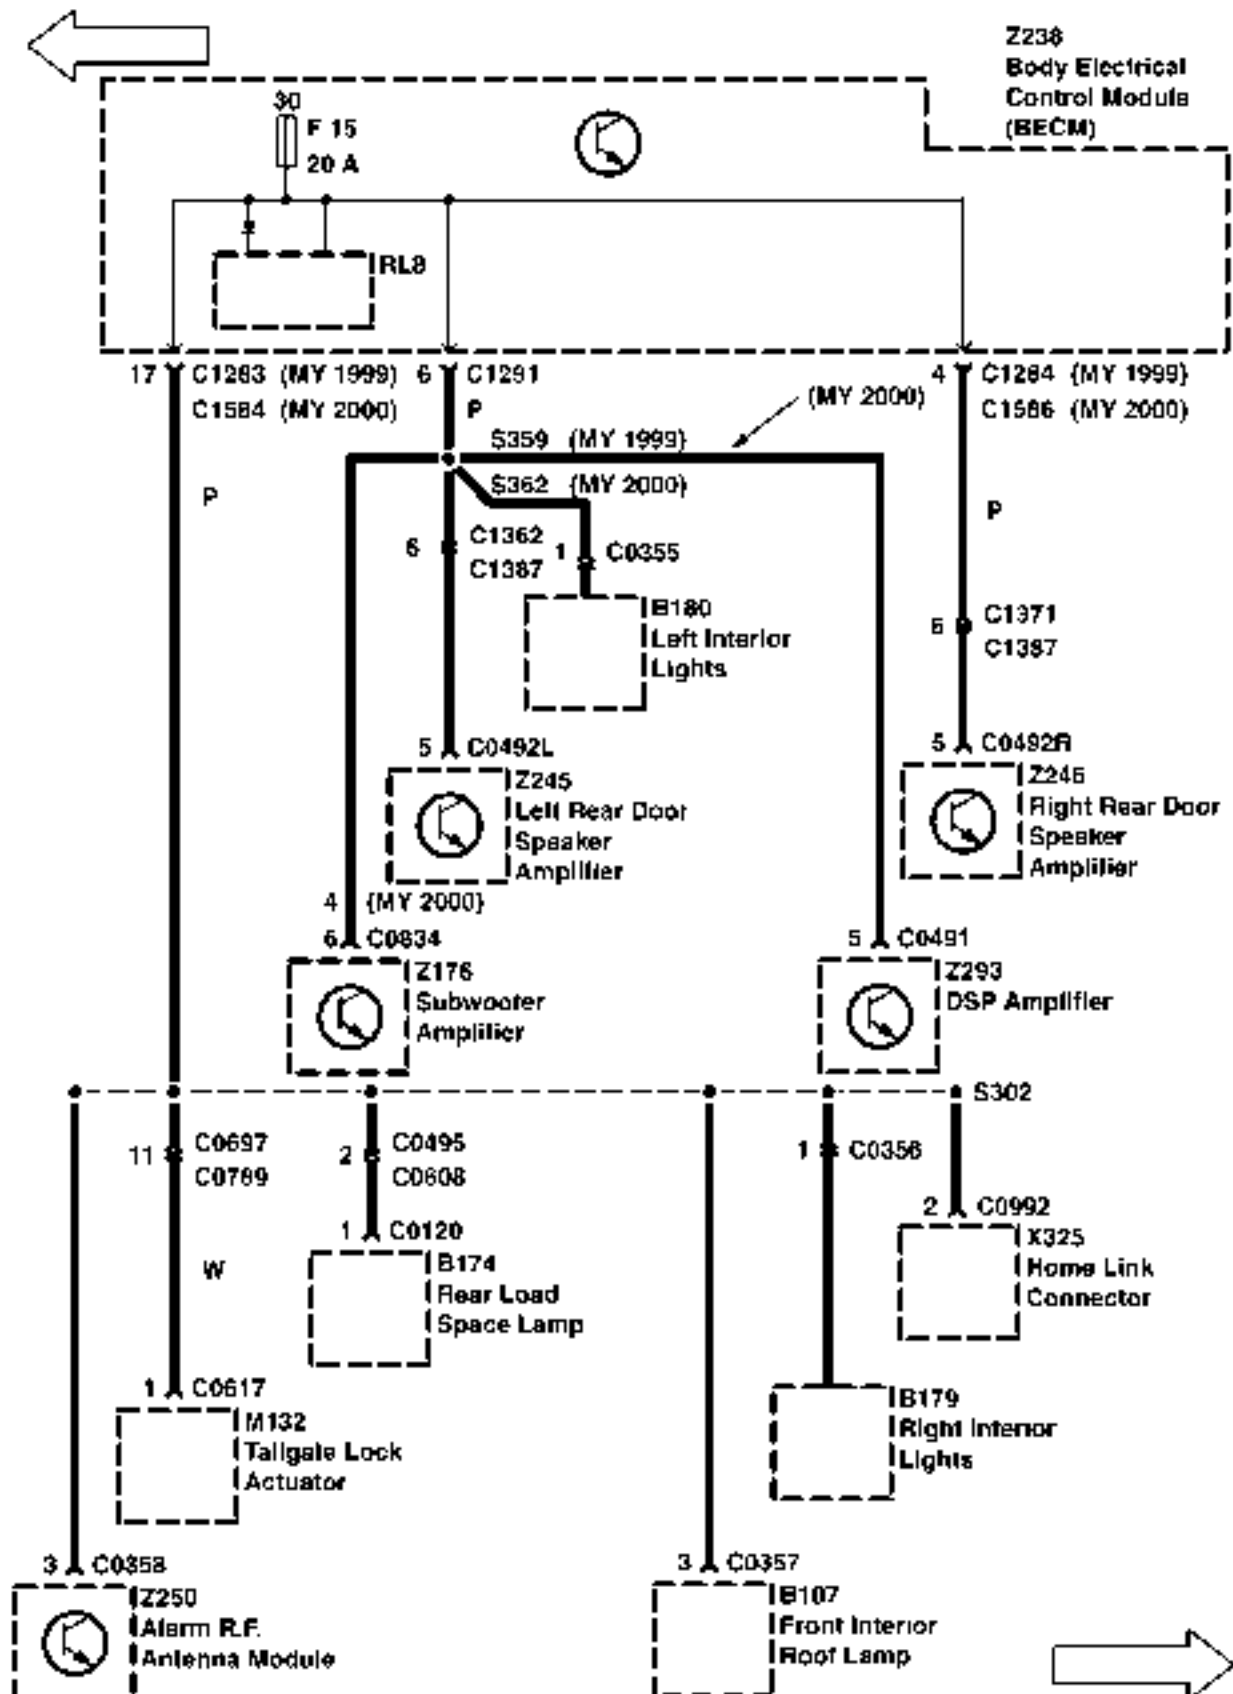 Z238
Body Electrical
Control Module
(BECM)
30
F 15
20 A
RL8
17 C1283 (MY 1999)
C1584 (MY 2000)
6 C1291
P
(MY 2000)
4 C1284 (MY 1999)
C1586 (MY 2000)
S359 (MY 1999)
S362 (MY 2000)
P
P
6 C1362
C1387
1 C0355
B180
Left Interior
Lights
6 C1371
C1387
5 C0492L
Z245
Left Rear Door
Speaker
Amplifier
5 C0492R
Z246
Right Rear Door
Speaker
Amplifier
4 (MY 2000)
6 C0834
Z176
Subwoofer
Amplifier
5 C0491
Z293
DSP Amplifier
S302
11 C0697
C0789
2 C0495
C0608
1 C0356
2 C0992
X325
Home Link
Connector
1 C0120
B174
Rear Load
Space Lamp
W
1 C0617
M132
Tailgate Lock
Actuator
B179
Right Interior
Lights
3 C0358
Z250
Alarm R.F.
Antenna Module
3 C0357
B107
Front Interior
Roof Lamp